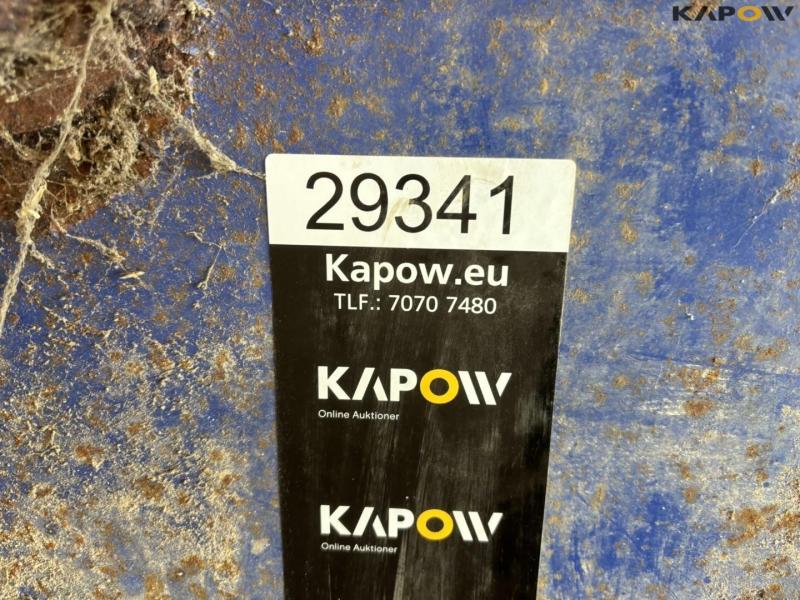 KAPOW
29341
Kapow.eu
TLF.: 7070 7480
KAPOW
Online Auktioner
KAPOW
Online Auktioner